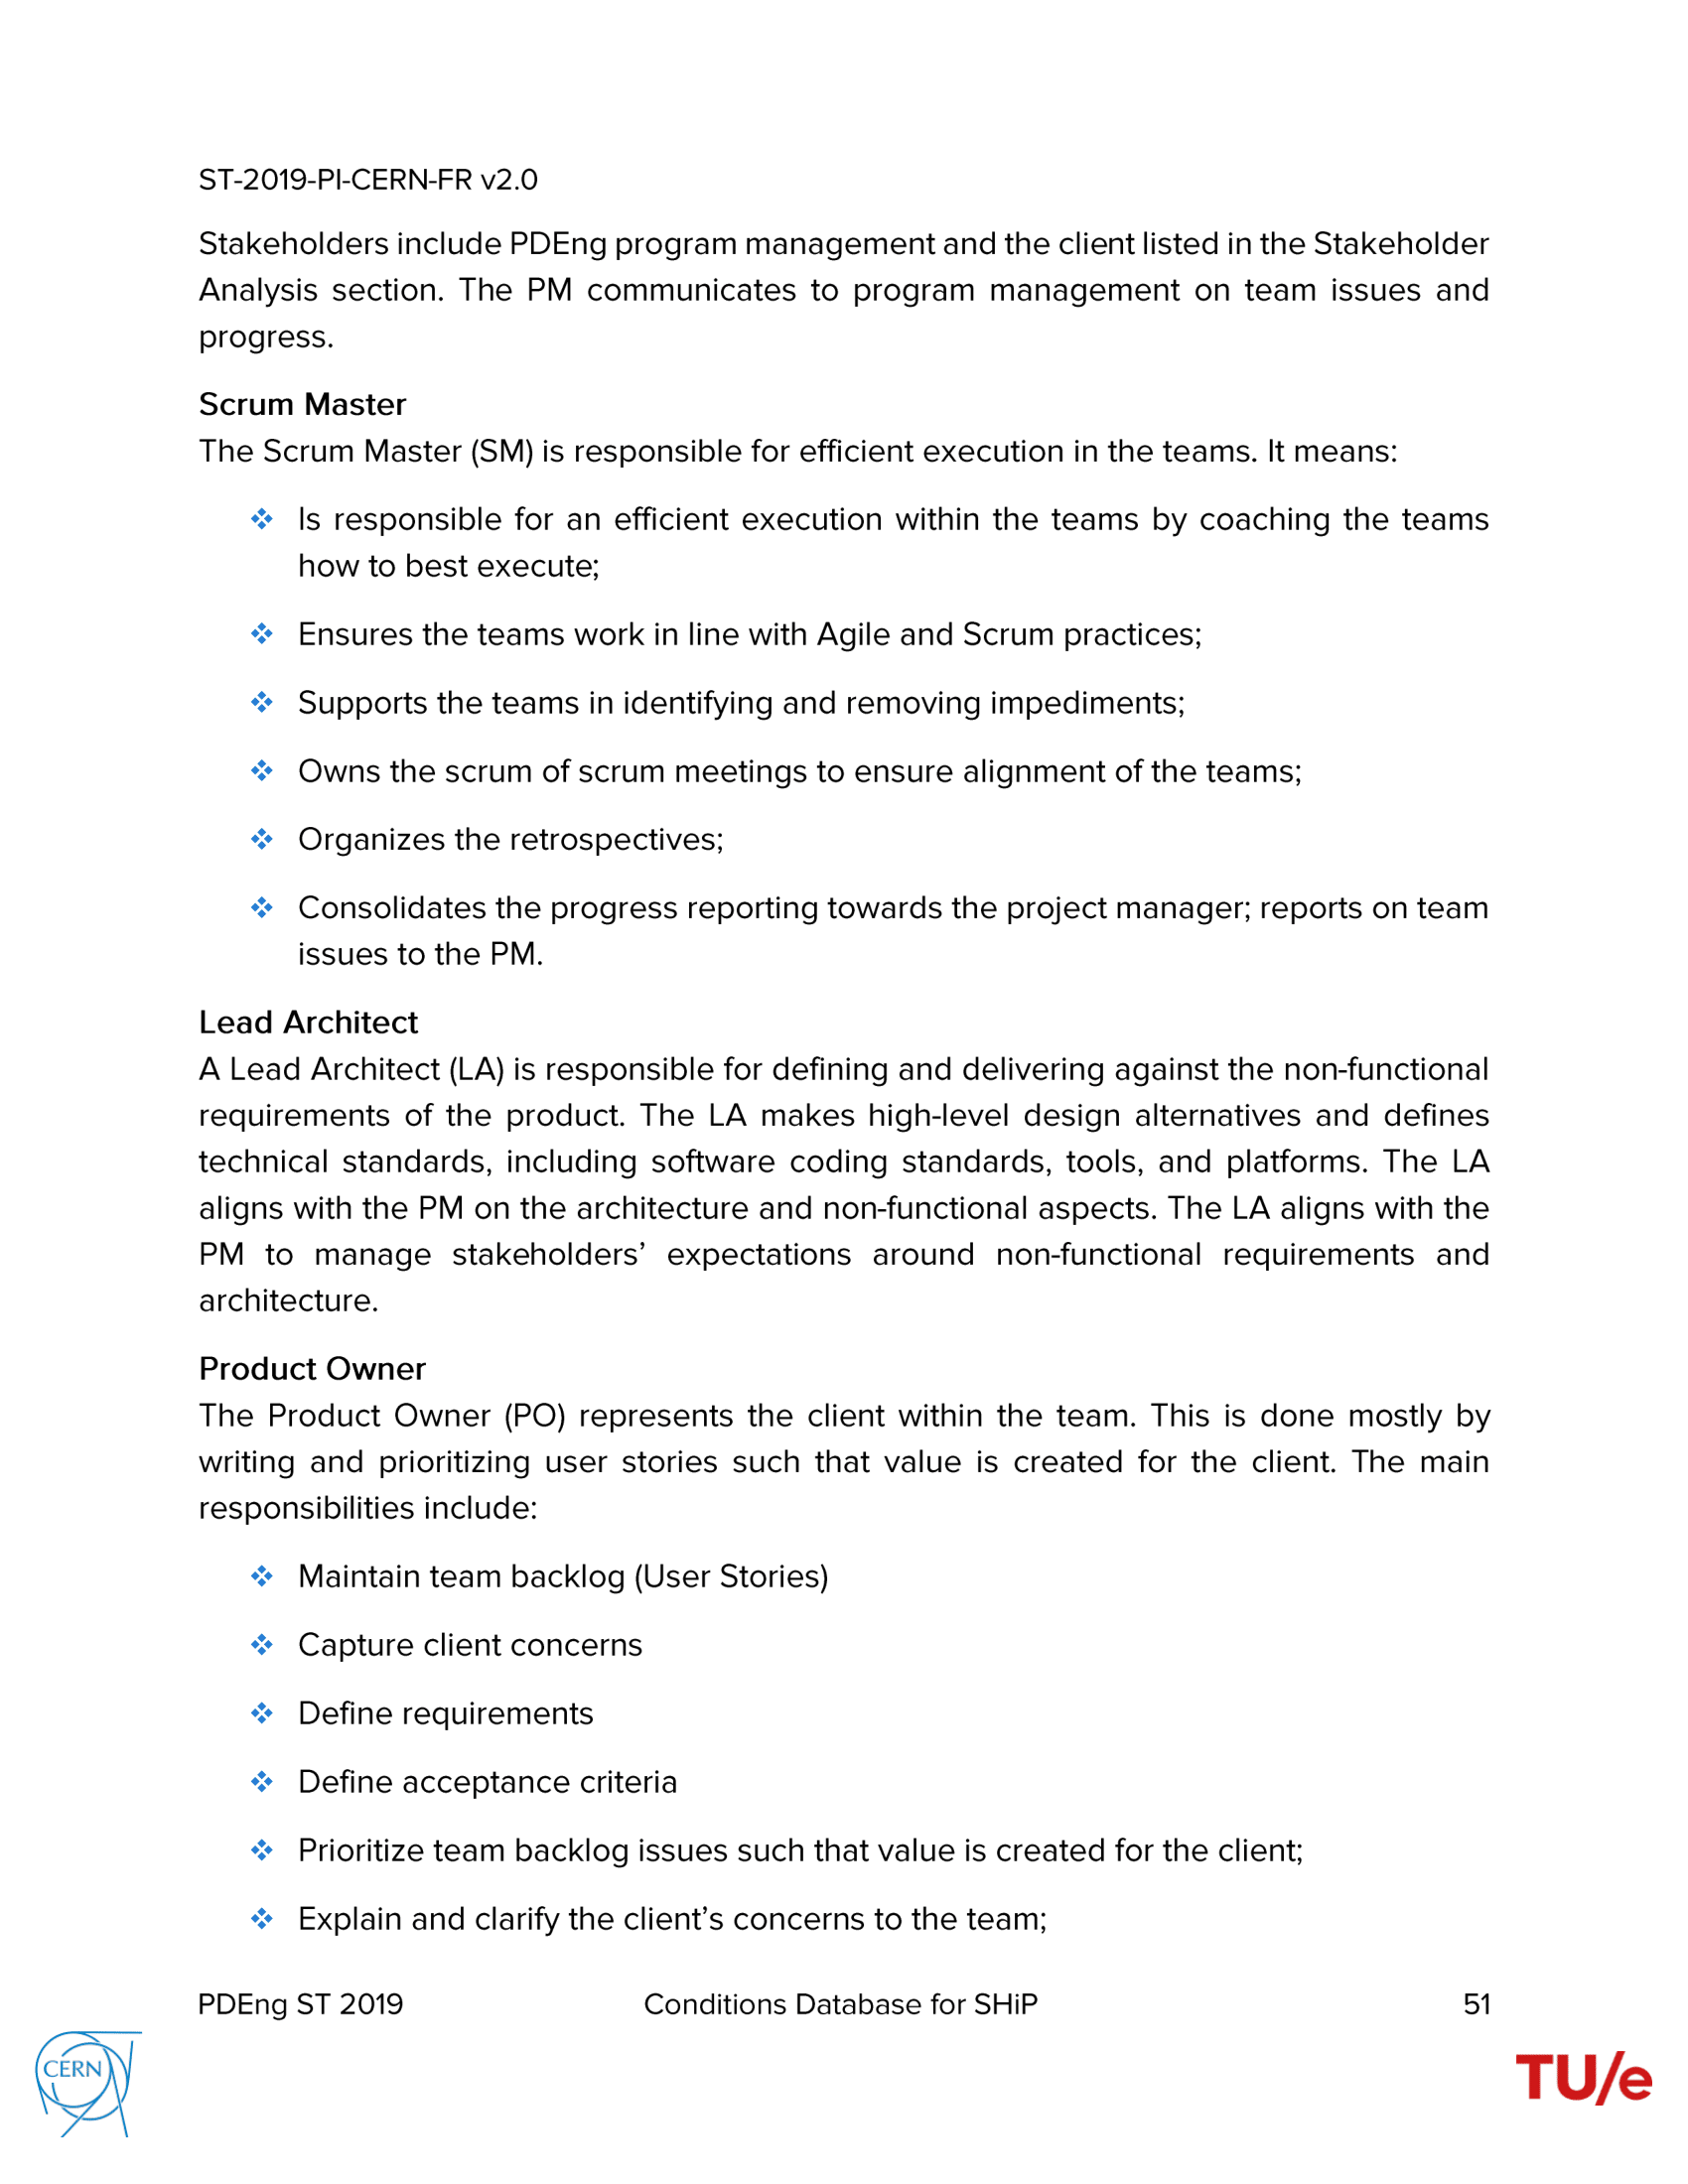 ST-2019-PI-CERN-FR v2.0
Stakeholders include PDEng program management and the client listed in the Stakeholder
Analysis section. The PM communicates to program management on team issues and
progress.
Scrum Master
The Scrum Master (SM) is responsible for efficient execution in the teams. It means:
❖ Is responsible for an efficient execution within the teams by coaching the teams
how to best execute;
❖ Ensures the teams work in line with Agile and Scrum practices;
❖ Supports the teams in identifying and removing impediments;
❖ Owns the scrum of scrum meetings to ensure alignment of the teams;
❖ Organizes the retrospectives;
❖ Consolidates the progress reporting towards the project manager; reports on team
issues to the PM.
Lead Architect
A Lead Architect (LA) is responsible for defining and delivering against the non-functional
requirements of the product. The LA makes high-level design alternatives and defines
technical standards, including software coding standards, tools, and platforms. The LA
aligns with the PM on the architecture and non-functional aspects. The LA aligns with the
PM to manage stakeholders’ expectations around non-functional requirements and
architecture.
Product Owner
The Product Owner (PO) represents the client within the team. This is done mostly by
writing and prioritizing user stories such that value is created for the client. The main
responsibilities include:
❖ Maintain team backlog (User Stories)
❖ Capture client concerns
❖ Define requirements
❖ Define acceptance criteria
❖ Prioritize team backlog issues such that value is created for the client;
❖ Explain and clarify the client’s concerns to the team;
PDEng ST 2019 Conditions Database for SHiP 51
CERN
TU/e